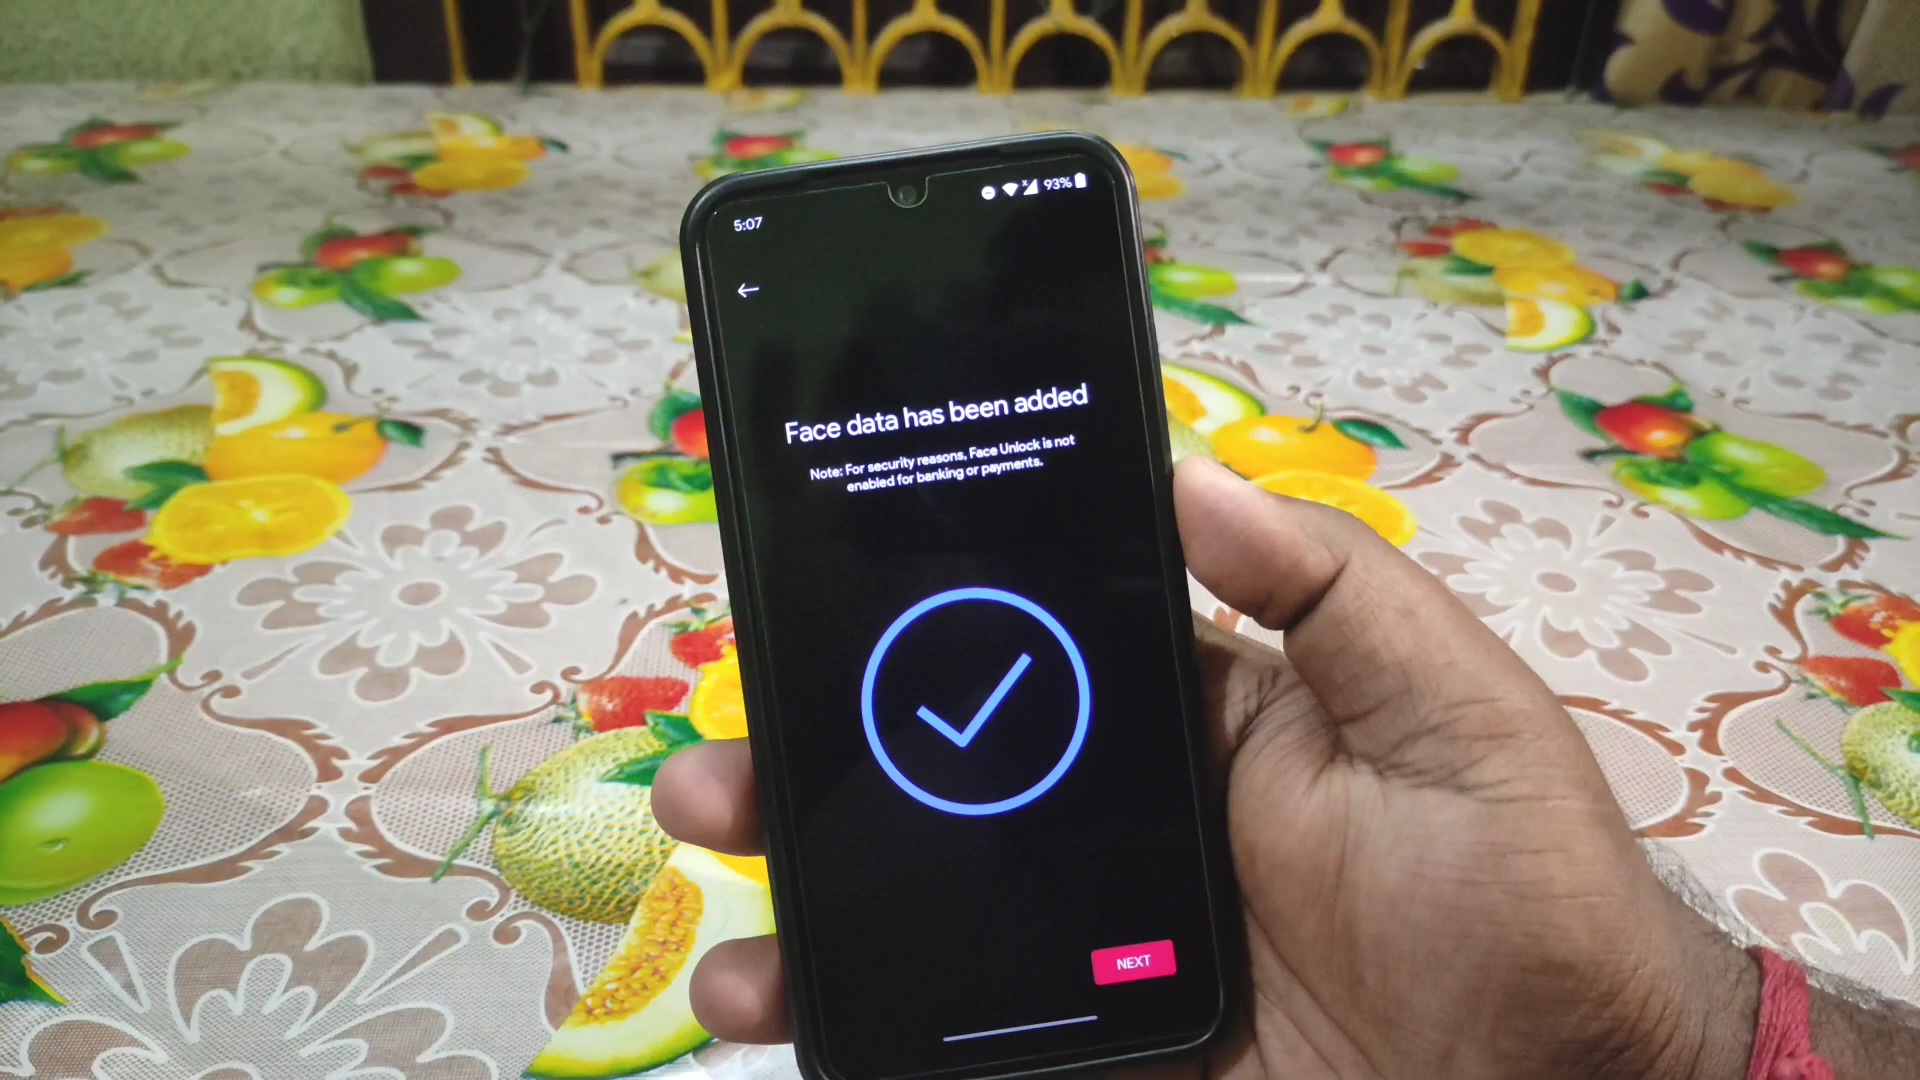 5:07
93%
Face data has been added
Note: For security reasons, Face Unlock is not
enabled for banking or payments.
NEXT